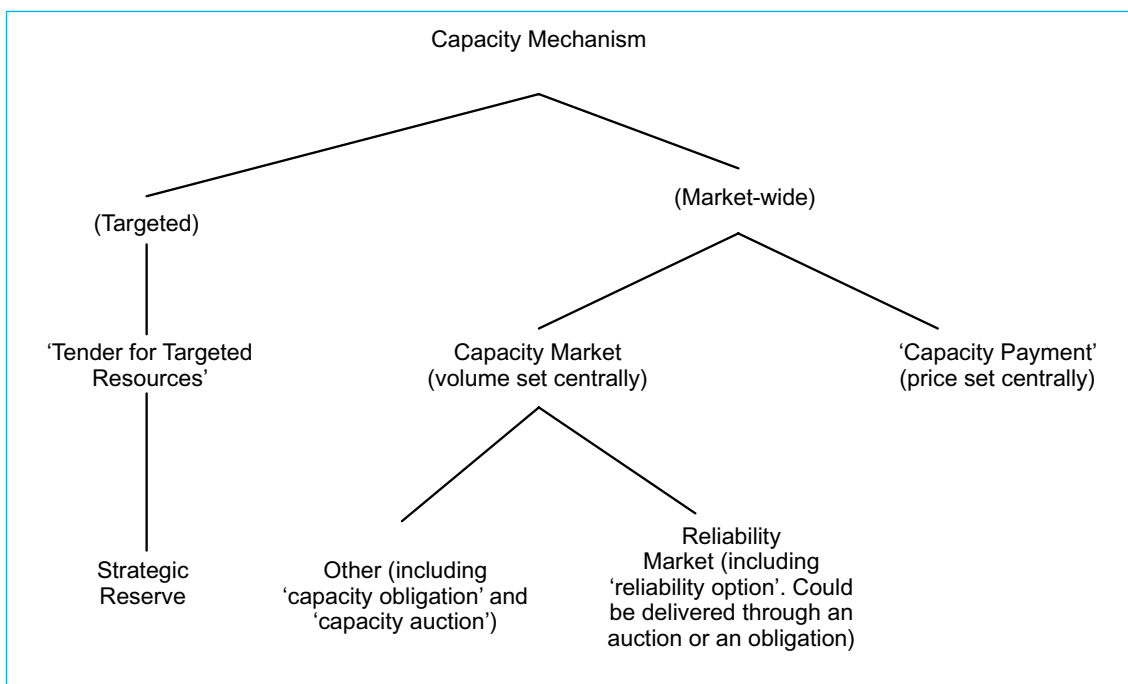 Capacity Mechanism
(Targeted)
(Market-wide)
‘Tender for Targeted
Resources’
Capacity Market
(volume set centrally)
‘Capacity Payment’
(price set centrally)
Strategic
Reserve
Other (including
‘capacity obligation’ and
‘capacity auction’)
Reliability
Market (including
‘reliability option’. Could
be delivered through an
auction or an obligation)